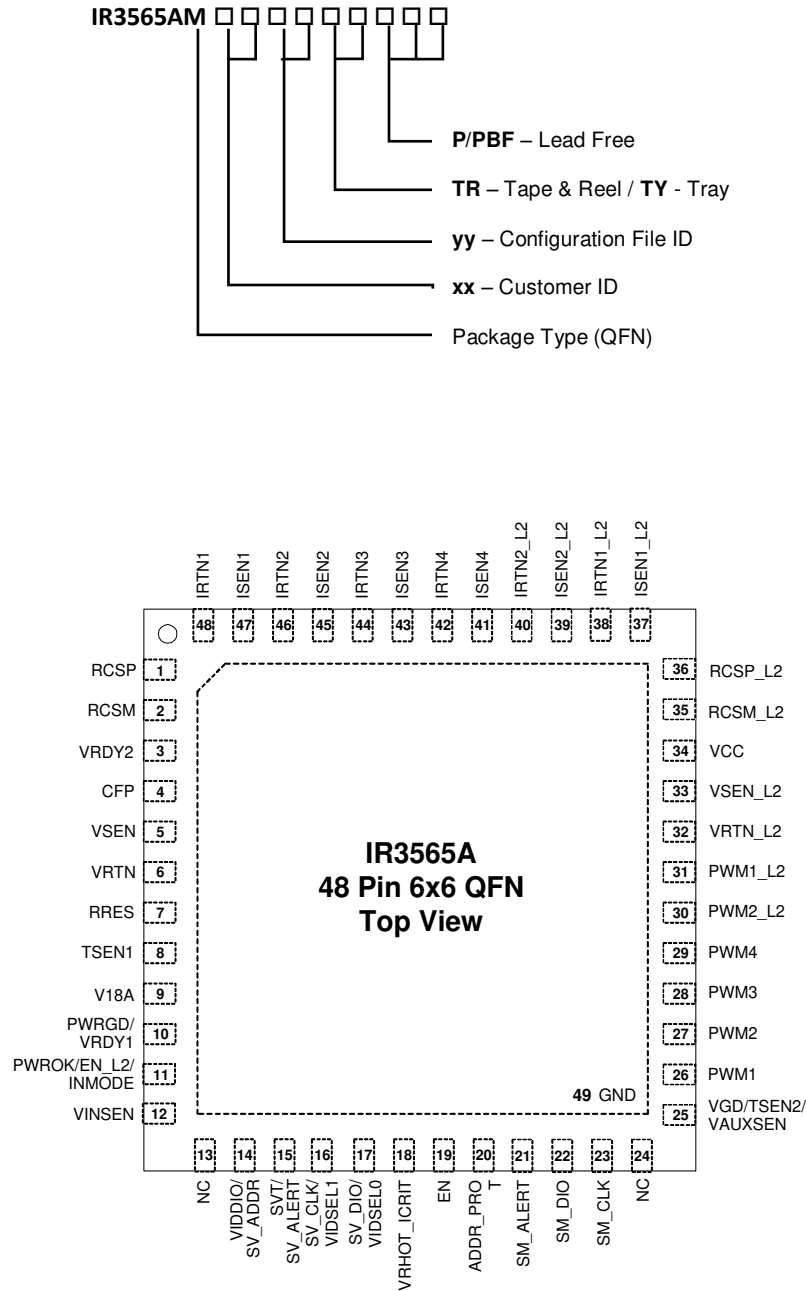 IR3565AM
P/PBF – Lead Free
TR – Tape & Reel / TY - Tray
yy – Configuration File ID
xx – Customer ID
Package Type (QFN)
IRTN1
ISEN1
IRTN2
ISEN2
IRTN3
ISEN3
IRTN4
ISEN4
IRTN2_L2
ISEN2_L2
IRTN1_L2
ISEN1_L2
48 47 46 45 44 43 42 41 40 39 38 37
RCSP 1
RCSM 2
VRDY2 3
CFP 4
VSEN 5
VRTN 6
RRES 7
TSEN1 8
V18A 9
PWRGD/
VRDY1 10
PWROK/EN_L2/
INMODE 11
VINSEN 12
IR3565A
48 Pin 6x6 QFN
Top View
49 GND
36 RCSP_L2
35 RCSM_L2
34 VCC
33 VSEN_L2
32 VRTN_L2
31 PWM1_L2
30 PWM2_L2
29 PWM4
28 PWM3
27 PWM2
26 PWM1
25 VGD/TSEN2/
VAUXSEN
13 14 15 16 17 18 19 20 21 22 23 24
NC
VIDDIO/
SV_ADDR
SVT/
SV_ALERT
SV_CLK/
VIDSEL1
SV_DIO/
VIDSEL0
VRHOT_ICRIT
EN
ADDR_PRO
T
SM_ALERT
SM_DIO
SM_CLK
NC